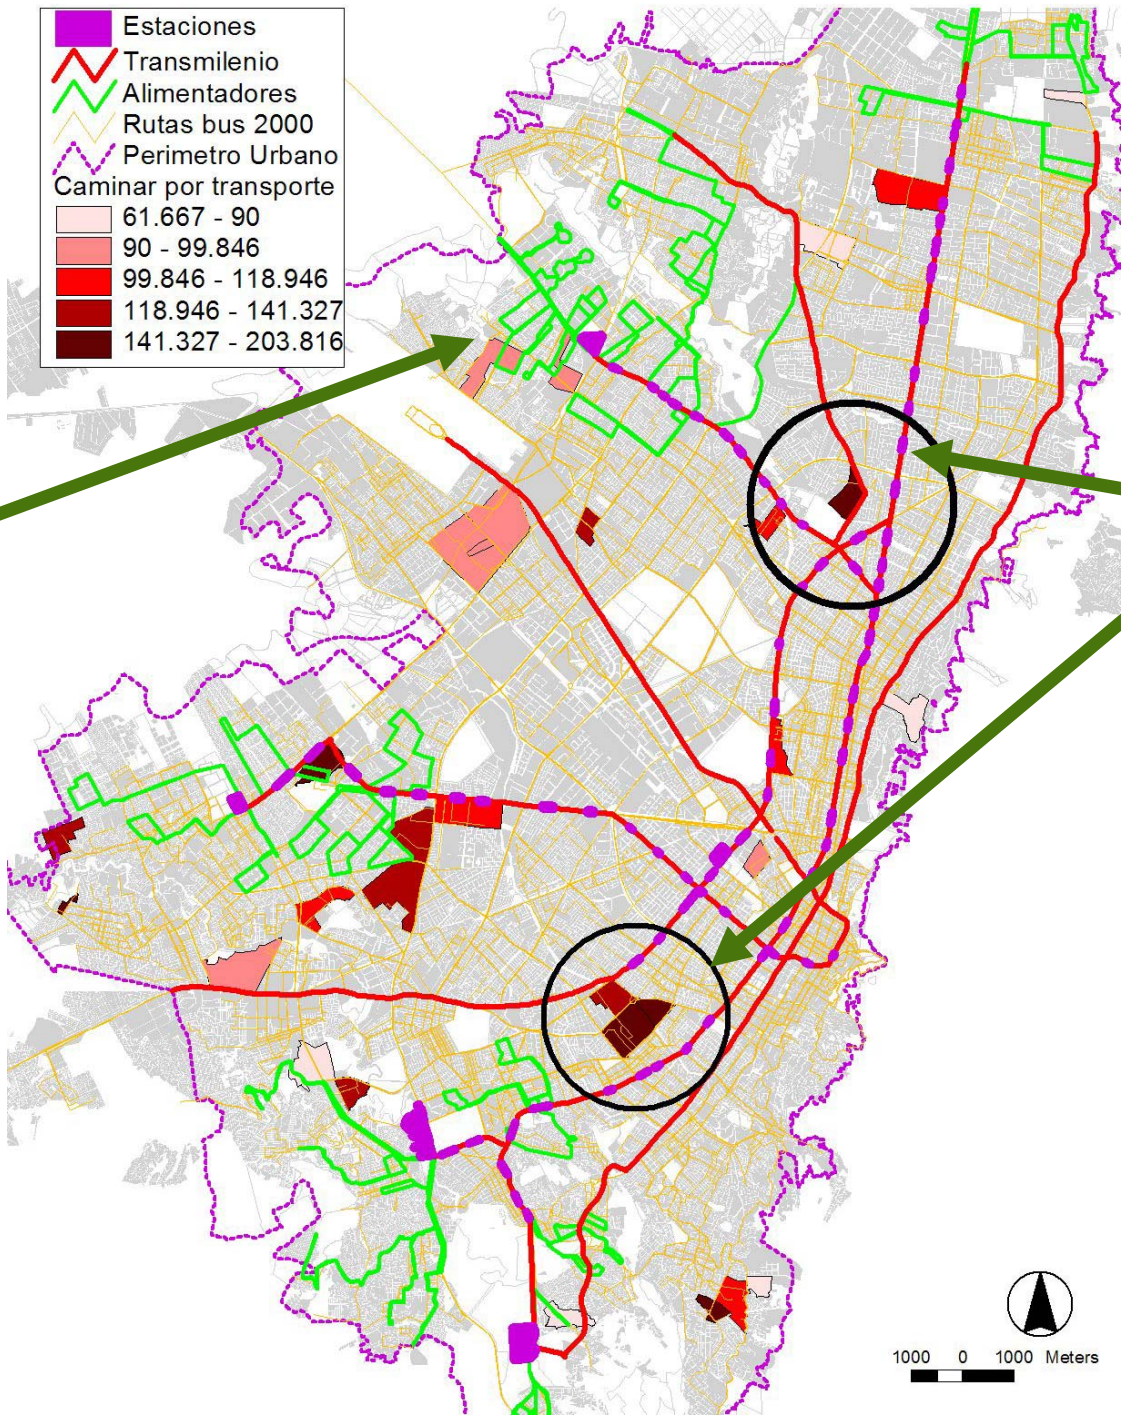 Estaciones
Transmilenio
Alimentadores
Rutas bus 2000
Perimetro Urbano
Caminar por transporte
61.667 - 90
90 - 99.846
99.846 - 118.946
118.946 - 141.327
141.327 - 203.816
1000 0 1000 Meters